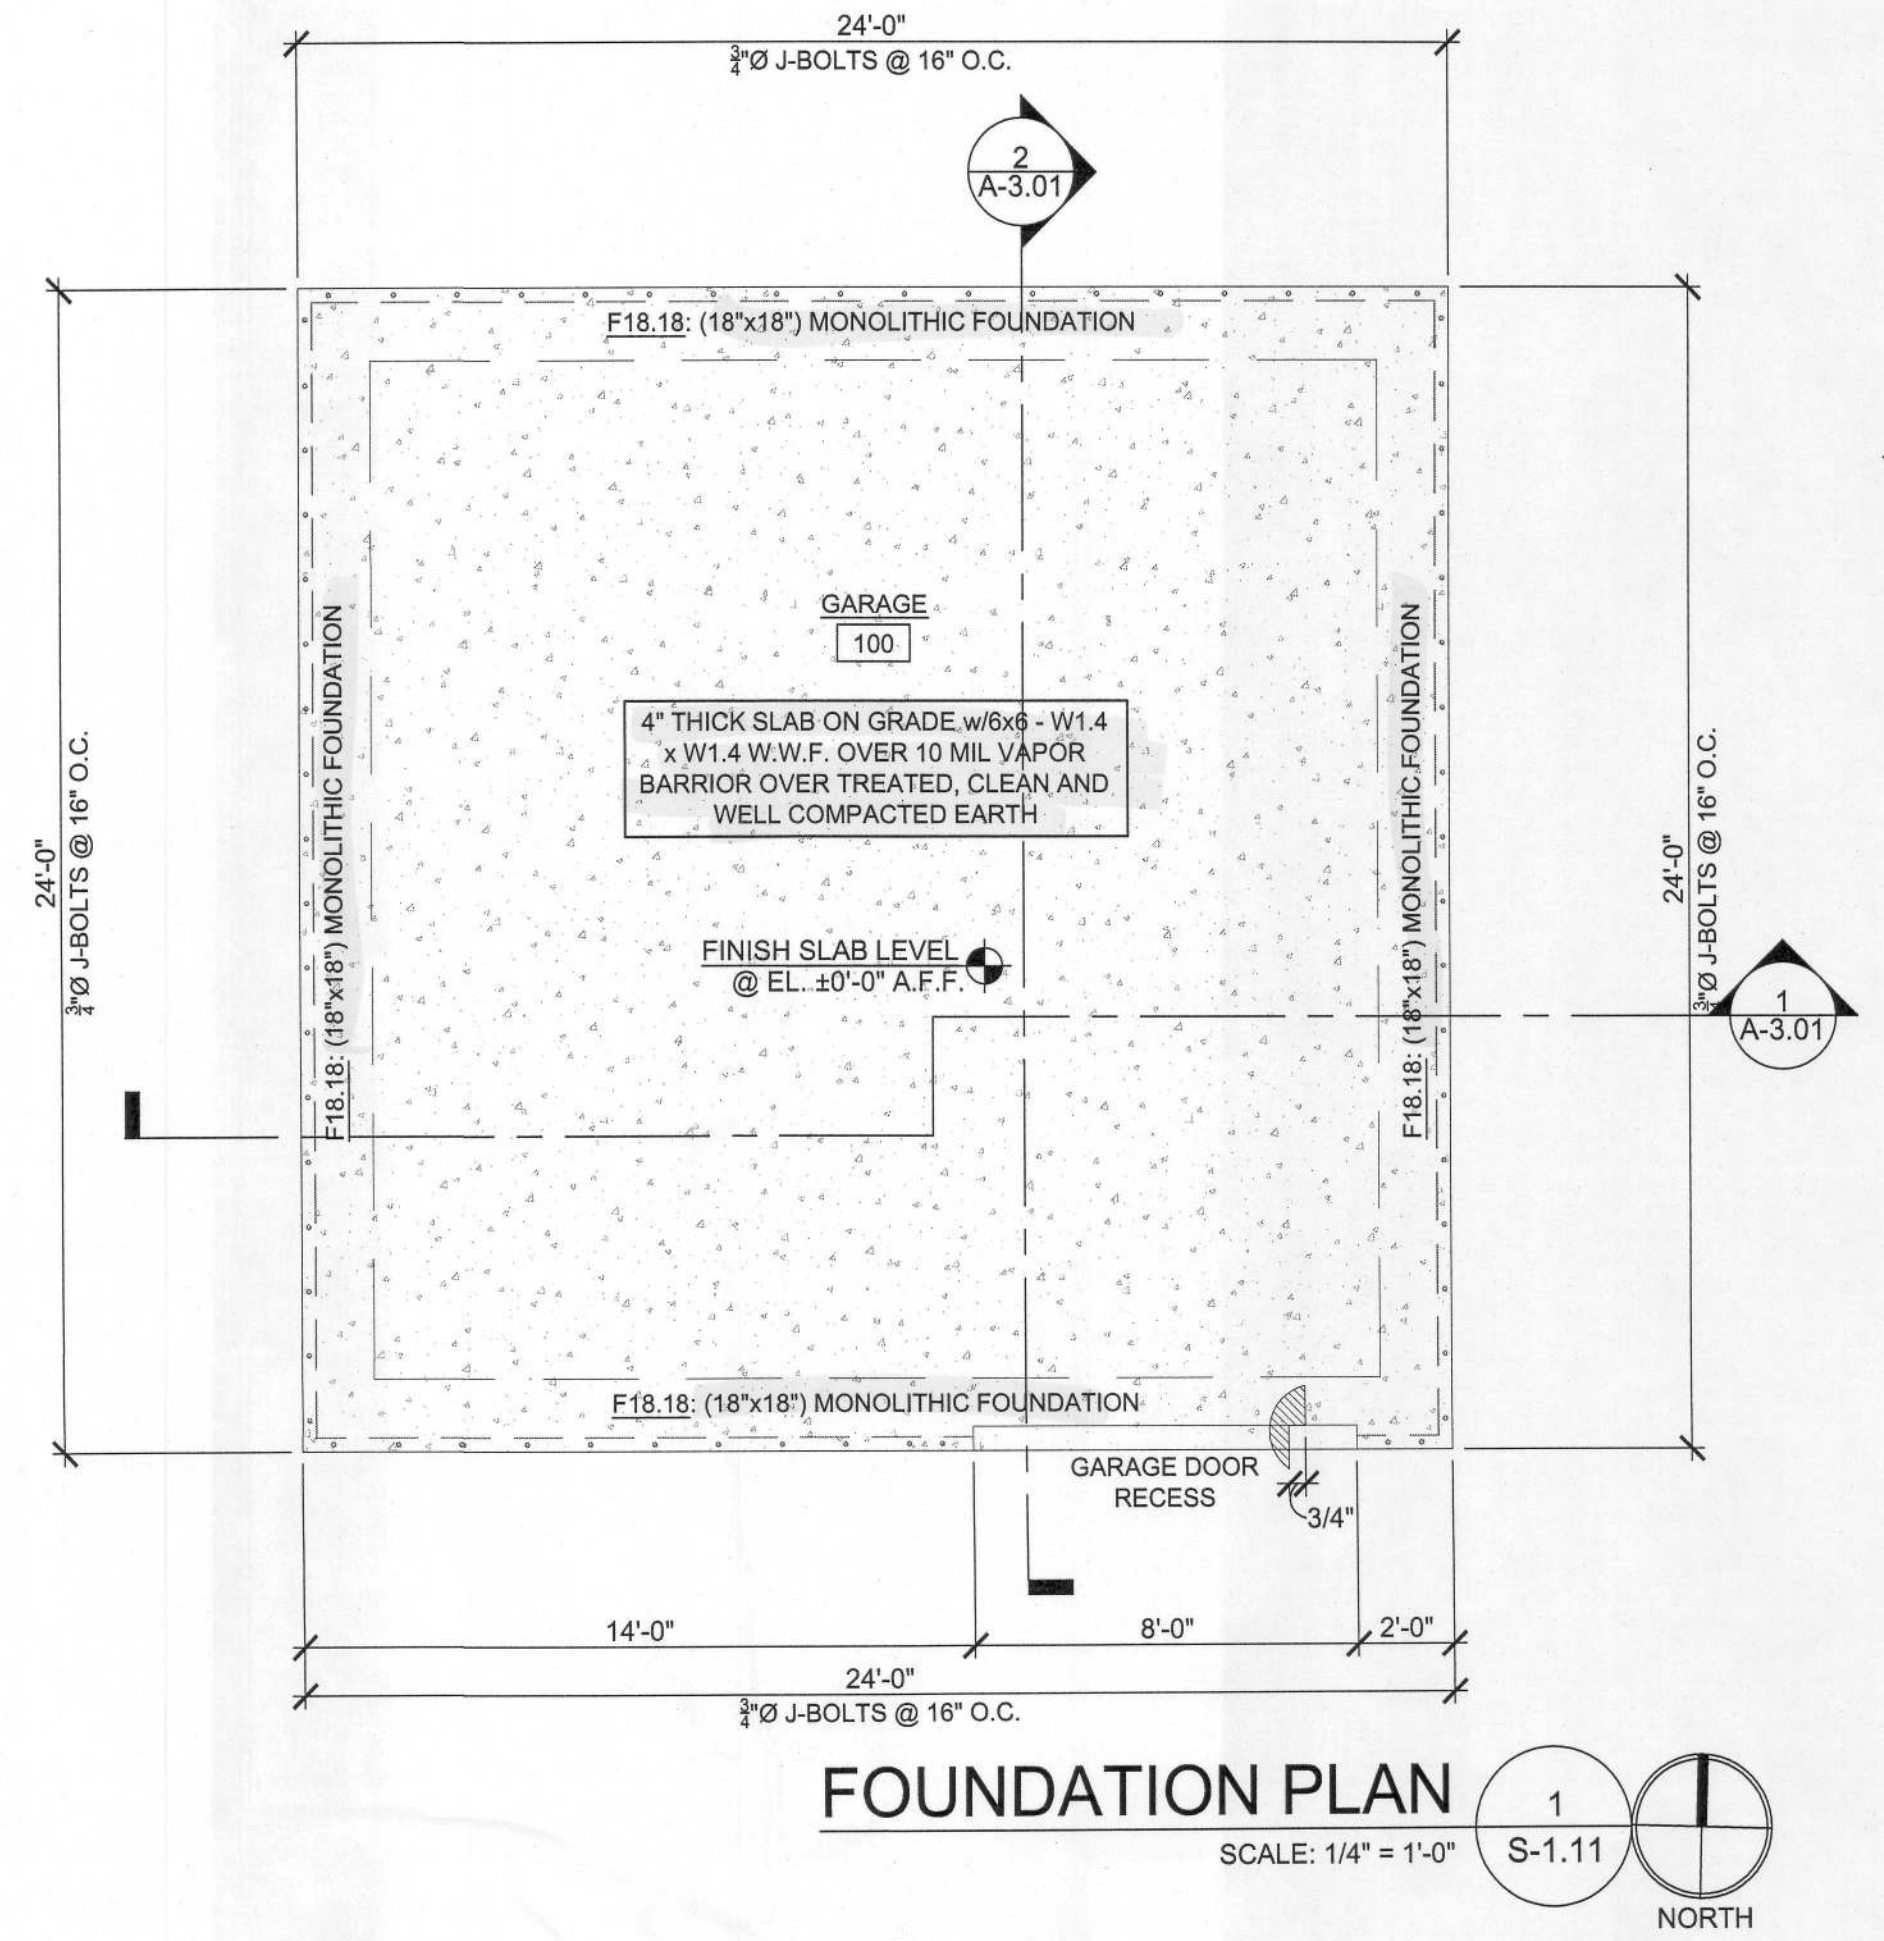 24'-0"
3/4"Ø J-BOLTS @ 16" O.C.
2
A-3.01
F18.18: (18"x18") MONOLITHIC FOUNDATION
GARAGE
100
4" THICK SLAB ON GRADE w/6x6 - W1.4
x W1.4 W.W.F. OVER 10 MIL VAPOR
BARRIOR OVER TREATED, CLEAN AND
WELL COMPACTED EARTH
F18.18: (18"x18") MONOLITHIC FOUNDATION
F18.18: (18"x18") MONOLITHIC FOUNDATION
24'-0"
3/4"Ø J-BOLTS @ 16" O.C.
24'-0"
3/4"Ø J-BOLTS @ 16" O.C.
FINISH SLAB LEVEL
@ EL. ±0'-0" A.F.F.
1
A-3.01
F18.18: (18"x18") MONOLITHIC FOUNDATION
GARAGE DOOR
RECESS
3/4"
14'-0"
8'-0"
2'-0"
24'-0"
3/4"Ø J-BOLTS @ 16" O.C.
FOUNDATION PLAN
SCALE: 1/4" = 1'-0"
1
S-1.11
NORTH